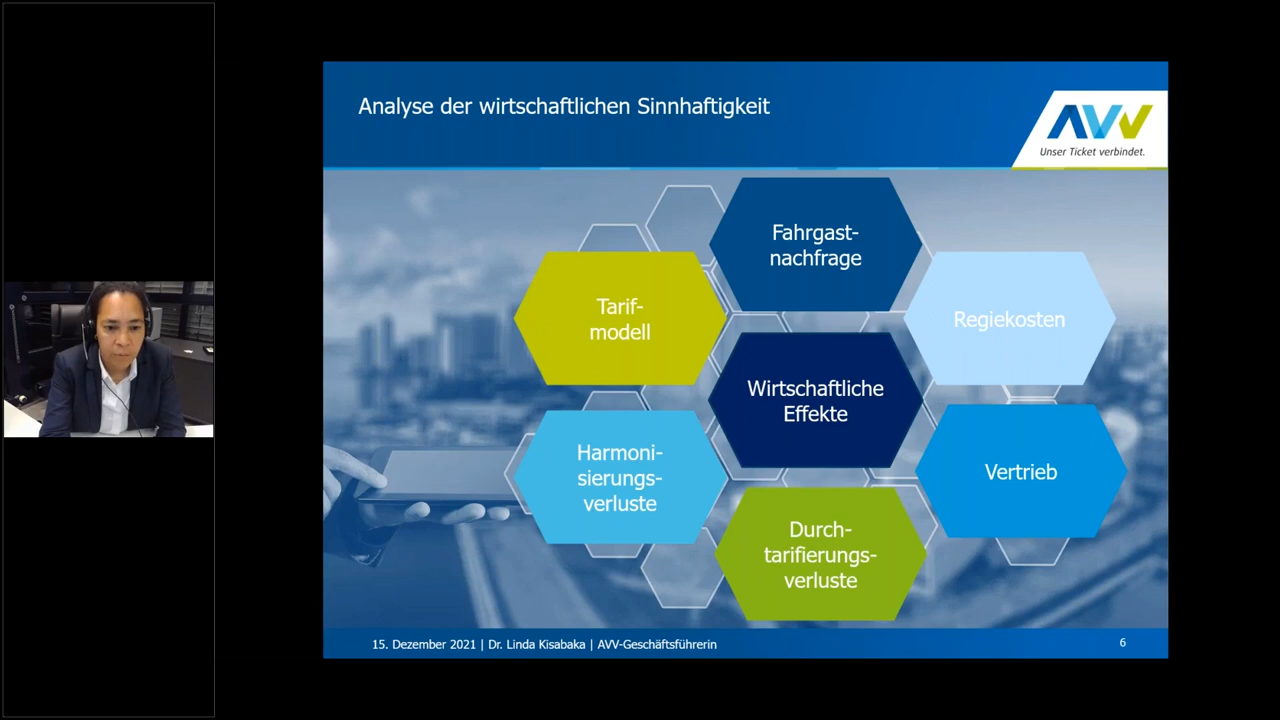 Analyse der wirtschaftlichen Sinnhaftigkeit
AVV
Unser Ticket verbindet.
Fahrgast-
nachfrage
Tarif-
modell
Regiekosten
Wirtschaftliche
Effekte
Harmoni-
sierungs-
verluste
Vertrieb
Durch-
tarifierungs-
verluste
15. Dezember 2021 | Dr. Linda Kisabaka | AVV-Geschäftsführerin
6